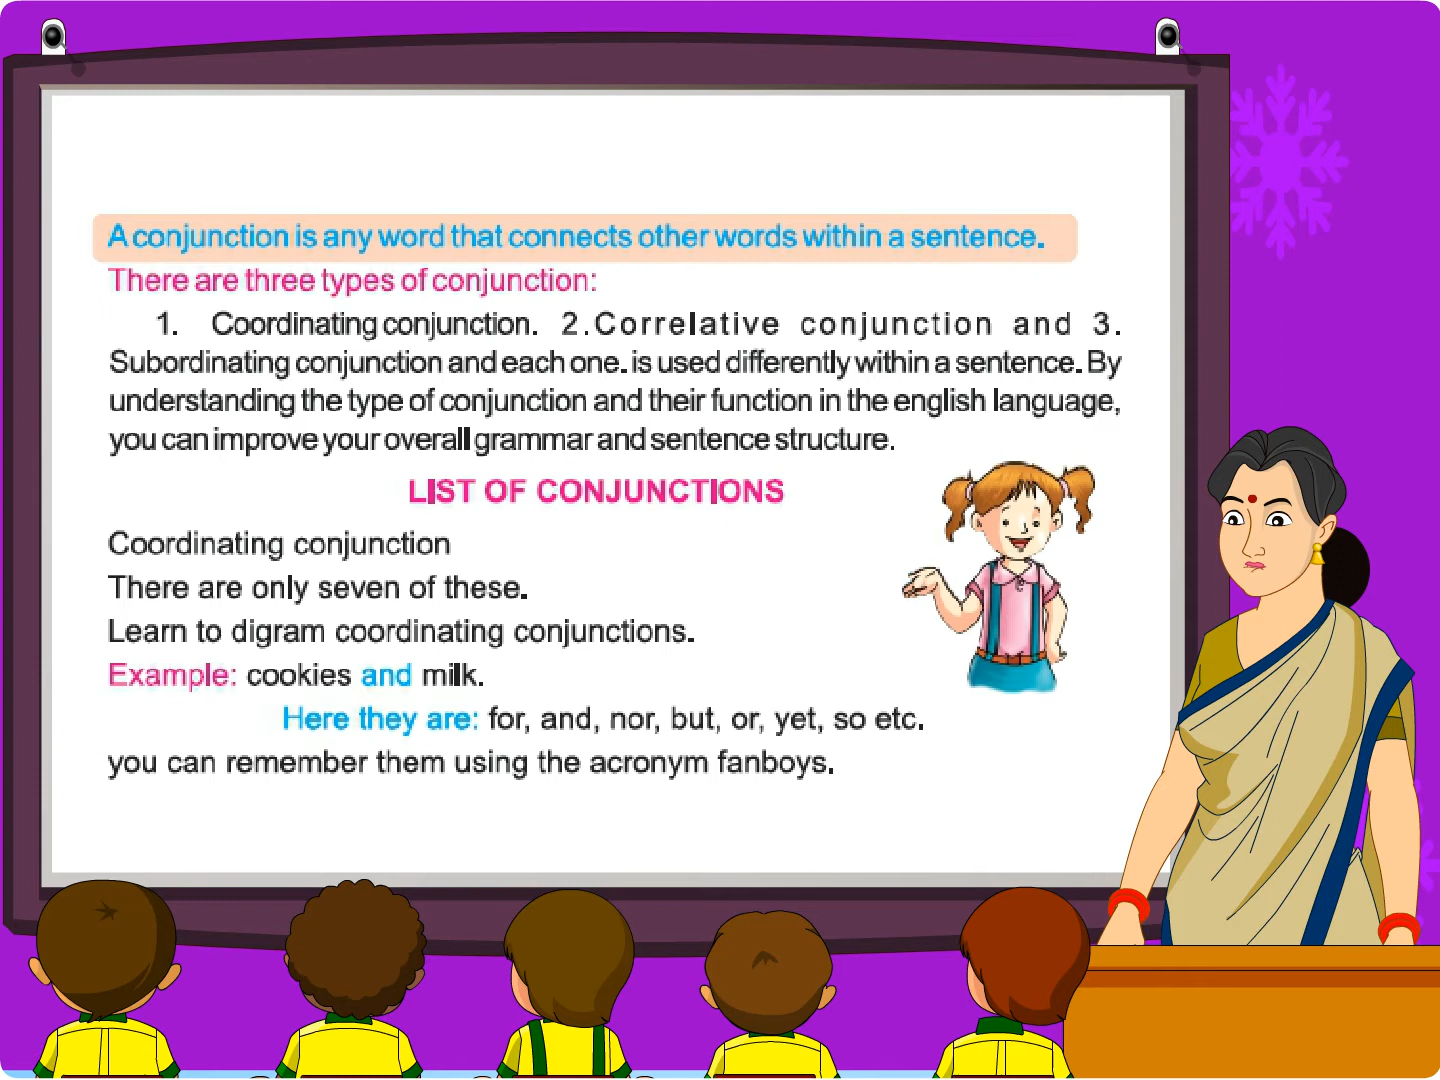 A conjunction is any word that connects other words within a sentence.
There are three types of conjunction:
1. Coordinating conjunction. 2.Correlative conjunction and 3.
Subordinating conjunction and each one. is used differently within a sentence. By
understanding the type of conjunction and their function in the english language,
you can improve your overall grammar and sentence structure.
LIST OF CONJUNCTIONS
Coordinating conjunction
There are only seven of these.
Learn to digram coordinating conjunctions.
Example: cookies and milk.
Here they are: for, and, nor, but, or, yet, so etc.
you can remember them using the acronym fanboys.